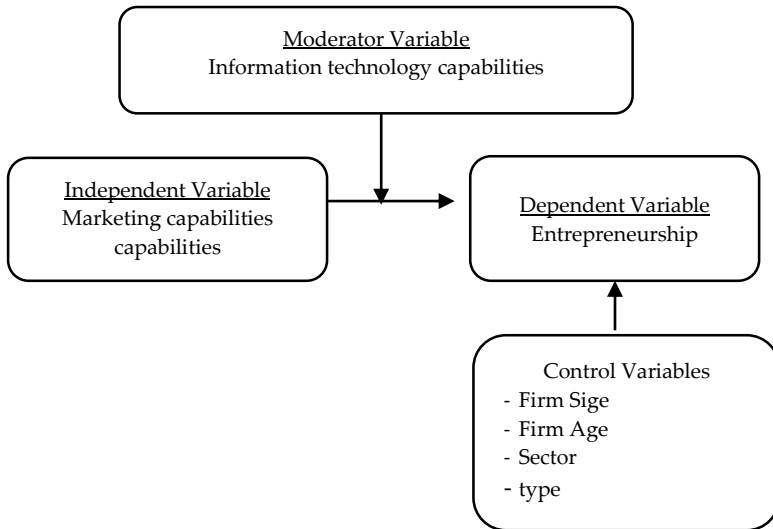 Moderator Variable
Information technology capabilities
Independent Variable
Marketing capabilities
capabilities
Dependent Variable
Entrepreneurship
Control Variables
- Firm Sige
- Firm Age
- Sector
- type